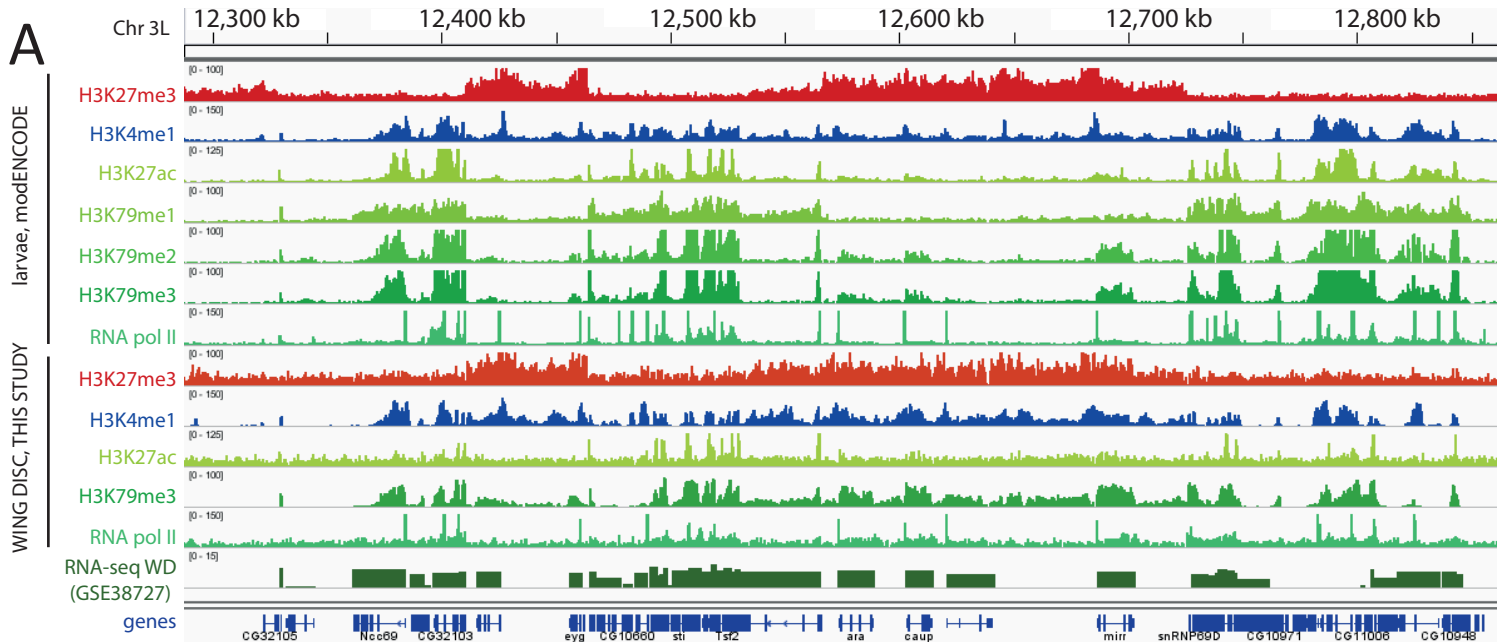 A
Chr 3L
12,300 kb 12,400 kb 12,500 kb 12,600 kb 12,700 kb 12,800 kb
larvae, modENCODE
H3K27me3 [0 - 100]
H3K4me1 [0 - 150]
H3K27ac [0 - 125]
H3K79me1 [0 - 100]
H3K79me2 [0 - 100]
H3K79me3 [0 - 100]
RNA pol II [0 - 150]
WING DISC, THIS STUDY
H3K27me3 [0 - 100]
H3K4me1 [0 - 150]
H3K27ac [0 - 125]
H3K79me3 [0 - 100]
RNA pol II [0 - 150]
RNA-seq WD [0 - 15]
(GSE38727)
genes
CG32105 Nco69 CG32103 eyg CG10660 sti Tsf2 ara caup mirr snRNP69D CG10971 CG11006 CG10948